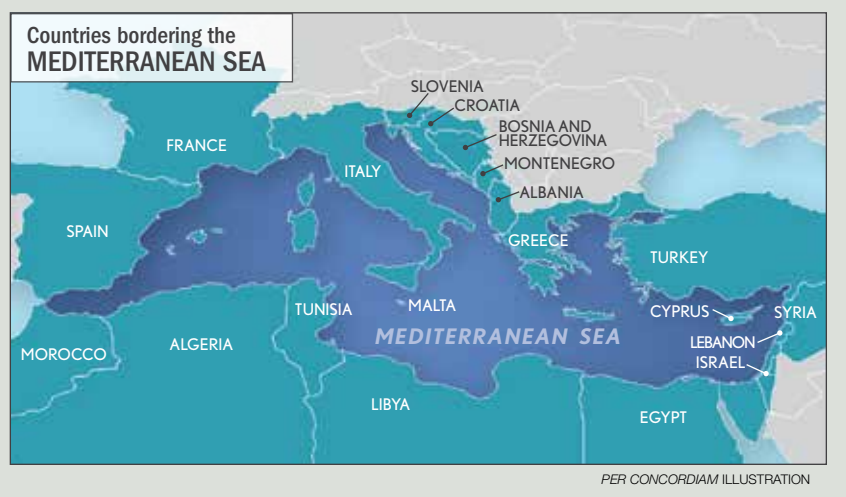 Countries bordering the
MEDITERRANEAN SEA
SLOVENIA
CROATIA
BOSNIA AND
HERZEGOVINA
MONTENEGRO
ALBANIA
FRANCE
ITALY
SPAIN
GREECE
TURKEY
TUNISIA
MALTA
CYPRUS
SYRIA
MEDITERRANEAN SEA
LEBANON
ISRAEL
MOROCCO
ALGERIA
LIBYA
EGYPT
PER CONCORDIAM ILLUSTRATION